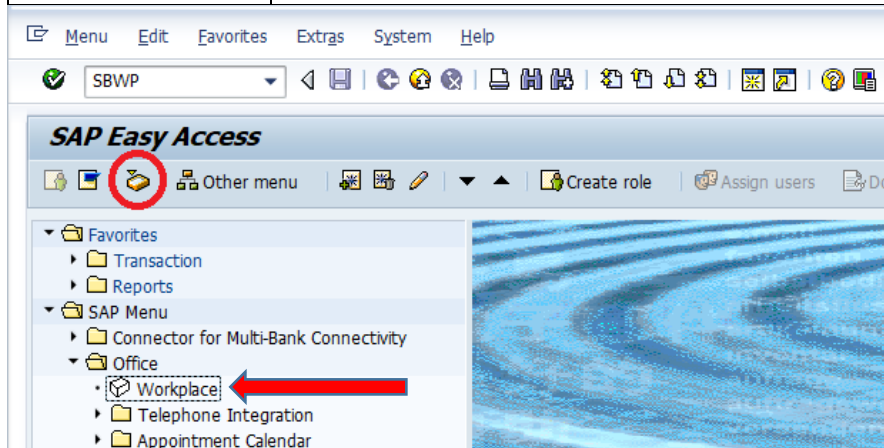 Menu Edit Favorites Extras System Help
SBWP
SAP Easy Access
Other menu Create role Assign users
Favorites
Transaction
Reports
SAP Menu
Connector for Multi-Bank Connectivity
Office
Workplace
Telephone Integration
Appointment Calendar